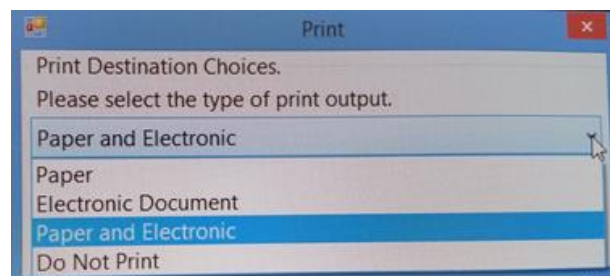 Print
Print Destination Choices.
Please select the type of print output.
Paper and Electronic
Paper
Electronic Document
Paper and Electronic
Do Not Print